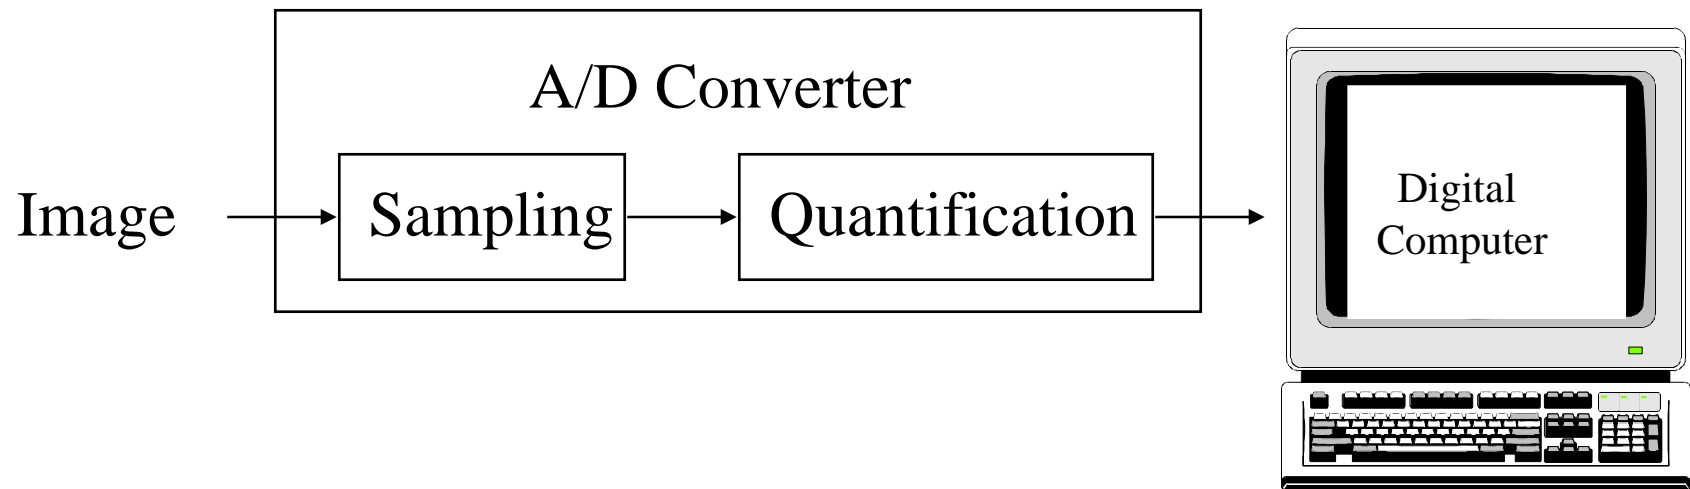 A/D Converter
Image
Sampling
Quantification
Digital
Computer